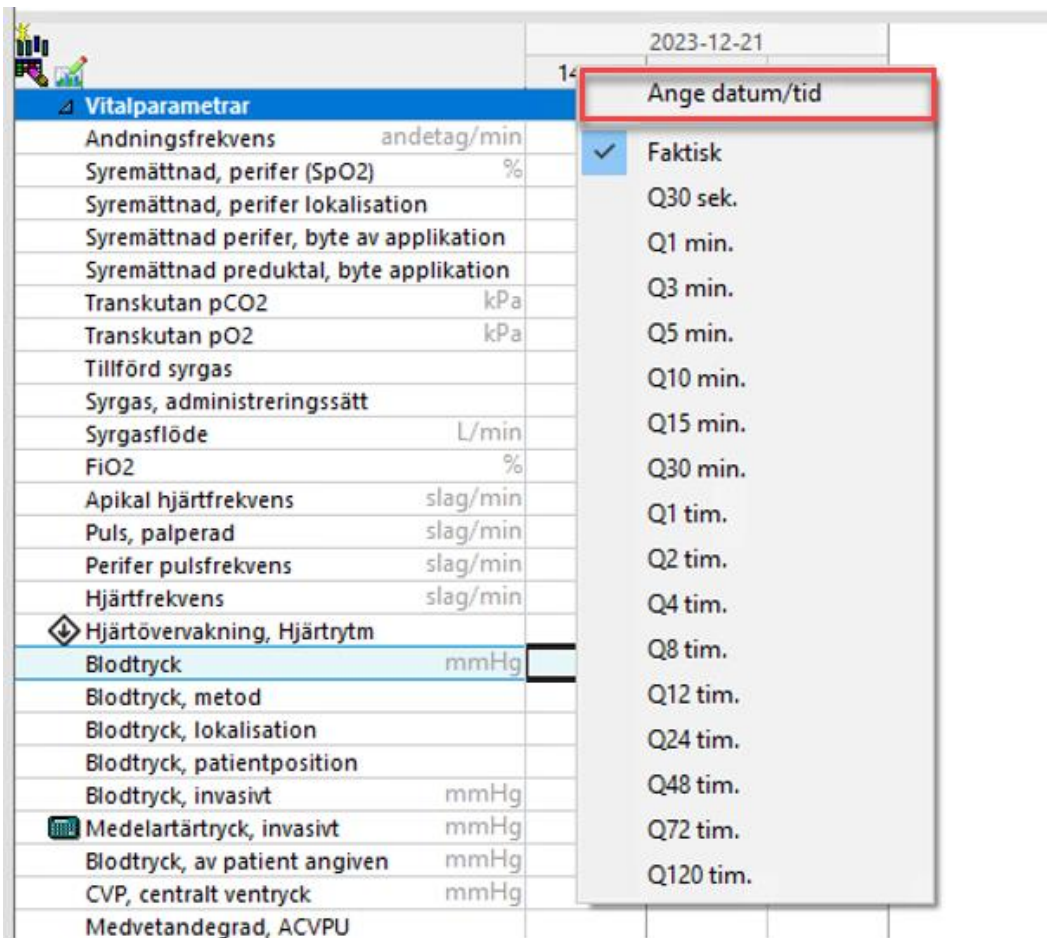 2023-12-21
14
Vitalparametrar
Andningsfrekvens andetag/min
Syremättnad, perifer (SpO2) %
Syremättnad, perifer lokalisation
Syremättnad perifer, byte av applikation
Syremättnad preduktal, byte applikation
Transkutan pCO2 kPa
Transkutan pO2 kPa
Tillförd syrgas
Syrgas, administreringssätt
Syrgasflöde L/min
FiO2 %
Apikal hjärtfrekvens slag/min
Puls, palperad slag/min
Perifer pulsfrekvens slag/min
Hjärtfrekvens slag/min
Hjärtövervakning, Hjärtrytm
Blodtryck mmHg
Blodtryck, metod
Blodtryck, lokalisation
Blodtryck, patientposition
Blodtryck, invasivt mmHg
Medelartärtryck, invasivt mmHg
Blodtryck, av patient angiven mmHg
CVP, centralt ventryck mmHg
Medvetandegrad, ACVPU
Ange datum/tid
Faktisk
Q30 sek.
Q1 min.
Q3 min.
Q5 min.
Q10 min.
Q15 min.
Q30 min.
Q1 tim.
Q2 tim.
Q4 tim.
Q8 tim.
Q12 tim.
Q24 tim.
Q48 tim.
Q72 tim.
Q120 tim.